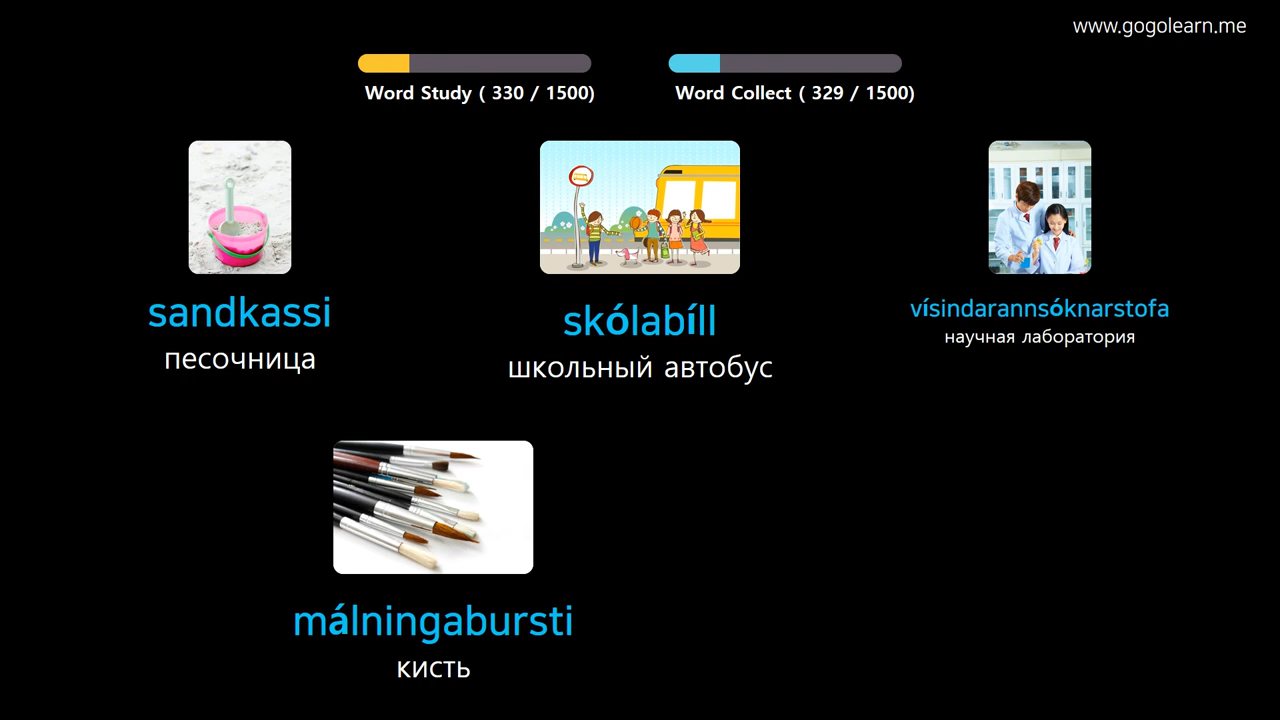 www.gogolearn.me
Word Study ( 330 / 1500)
Word Collect ( 329 / 1500)
sandkassi
песочница
skólabíll
школьный автобус
vísindarannsóknarstofa
научная лаборатория
málningabursti
кисть